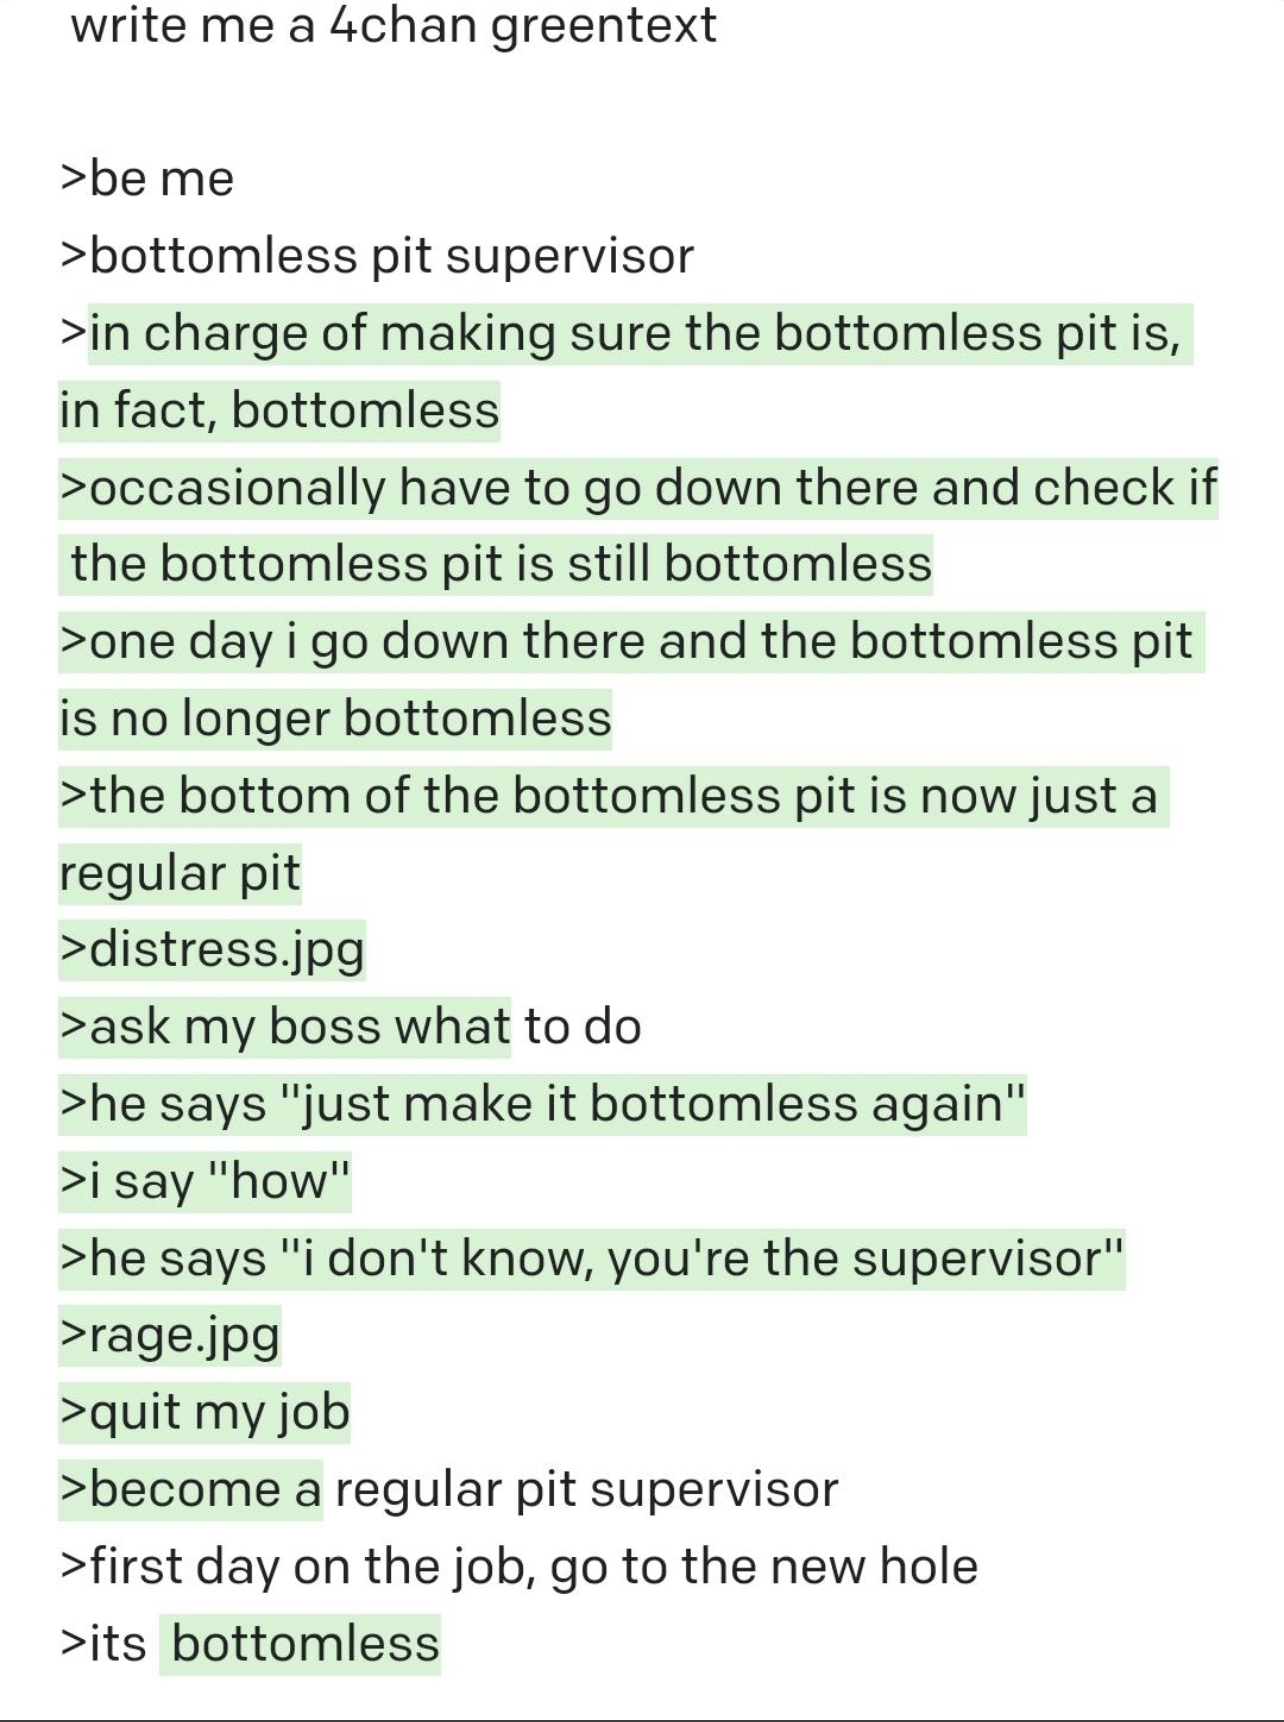 write me a 4chan greentext
>be me
>bottomless pit supervisor
>in charge of making sure the bottomless pit is,
in fact, bottomless
>occasionally have to go down there and check if
the bottomless pit is still bottomless
>one day i go down there and the bottomless pit
is no longer bottomless
>the bottom of the bottomless pit is now just a
regular pit
>distress.jpg
>ask my boss what to do
>he says "just make it bottomless again"
>i say "how"
>he says "i don't know, you're the supervisor"
>rage.jpg
>quit my job
>become a regular pit supervisor
>first day on the job, go to the new hole
>its bottomless